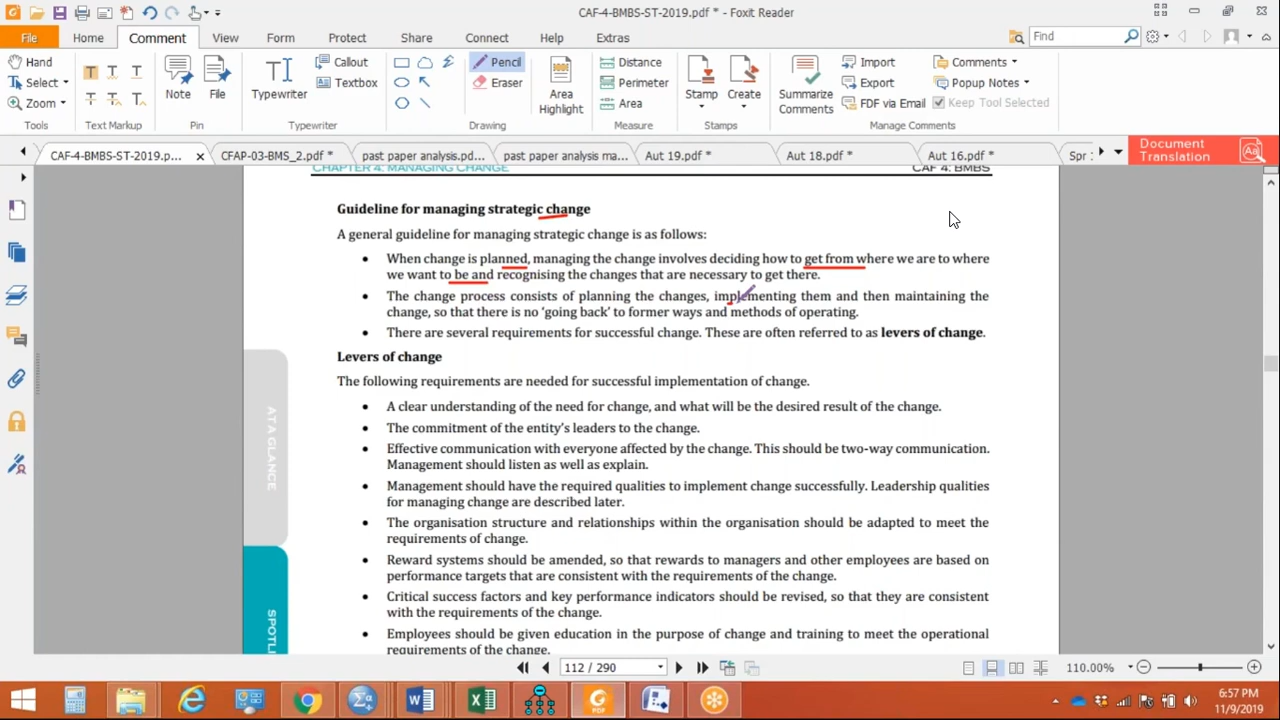 CAF-4-BMBS-ST-2019.pdf * - Foxit Reader
File Home Comment View Form Protect Share Connect Help Extras Find
Hand Callout Pencil Distance Import Comments
Select Textbox Eraser Perimeter Export Popup Notes
Zoom Note File Typewriter Area Highlight Area Stamp Create Summarize Comments FDF via Email Keep Tool Selected
Tools Text Markup Pin Typewriter Drawing Measure Stamps Manage Comments
CAF-4-BMBS-ST-2019.p... CFAP-03-BMS_2.pdf * past paper analysis.pd... past paper analysis ma... Aut 19.pdf * Aut 18.pdf * Aut 16.pdf * Spr Document Translation
CHAPTER 4: MANAGING CHANGE CAF 4: BMBS
Guideline for managing strategic change
A general guideline for managing strategic change is as follows:
• When change is planned, managing the change involves deciding how to get from where we are to where
we want to be and recognising the changes that are necessary to get there.
• The change process consists of planning the changes, implementing them and then maintaining the
change, so that there is no 'going back' to former ways and methods of operating.
• There are several requirements for successful change. These are often referred to as levers of change.
Levers of change
The following requirements are needed for successful implementation of change.
• A clear understanding of the need for change, and what will be the desired result of the change.
• The commitment of the entity's leaders to the change.
• Effective communication with everyone affected by the change. This should be two-way communication.
Management should listen as well as explain.
• Management should have the required qualities to implement change successfully. Leadership qualities
for managing change are described later.
• The organisation structure and relationships within the organisation should be adapted to meet the
requirements of change.
• Reward systems should be amended, so that rewards to managers and other employees are based on
performance targets that are consistent with the requirements of the change.
• Critical success factors and key performance indicators should be revised, so that they are consistent
with the requirements of the change.
• Employees should be given education in the purpose of change and training to meet the operational
requirements of the change.
AT A GLANCE
SPOTL
112 / 290 110.00%
6:57 PM
11/9/2019